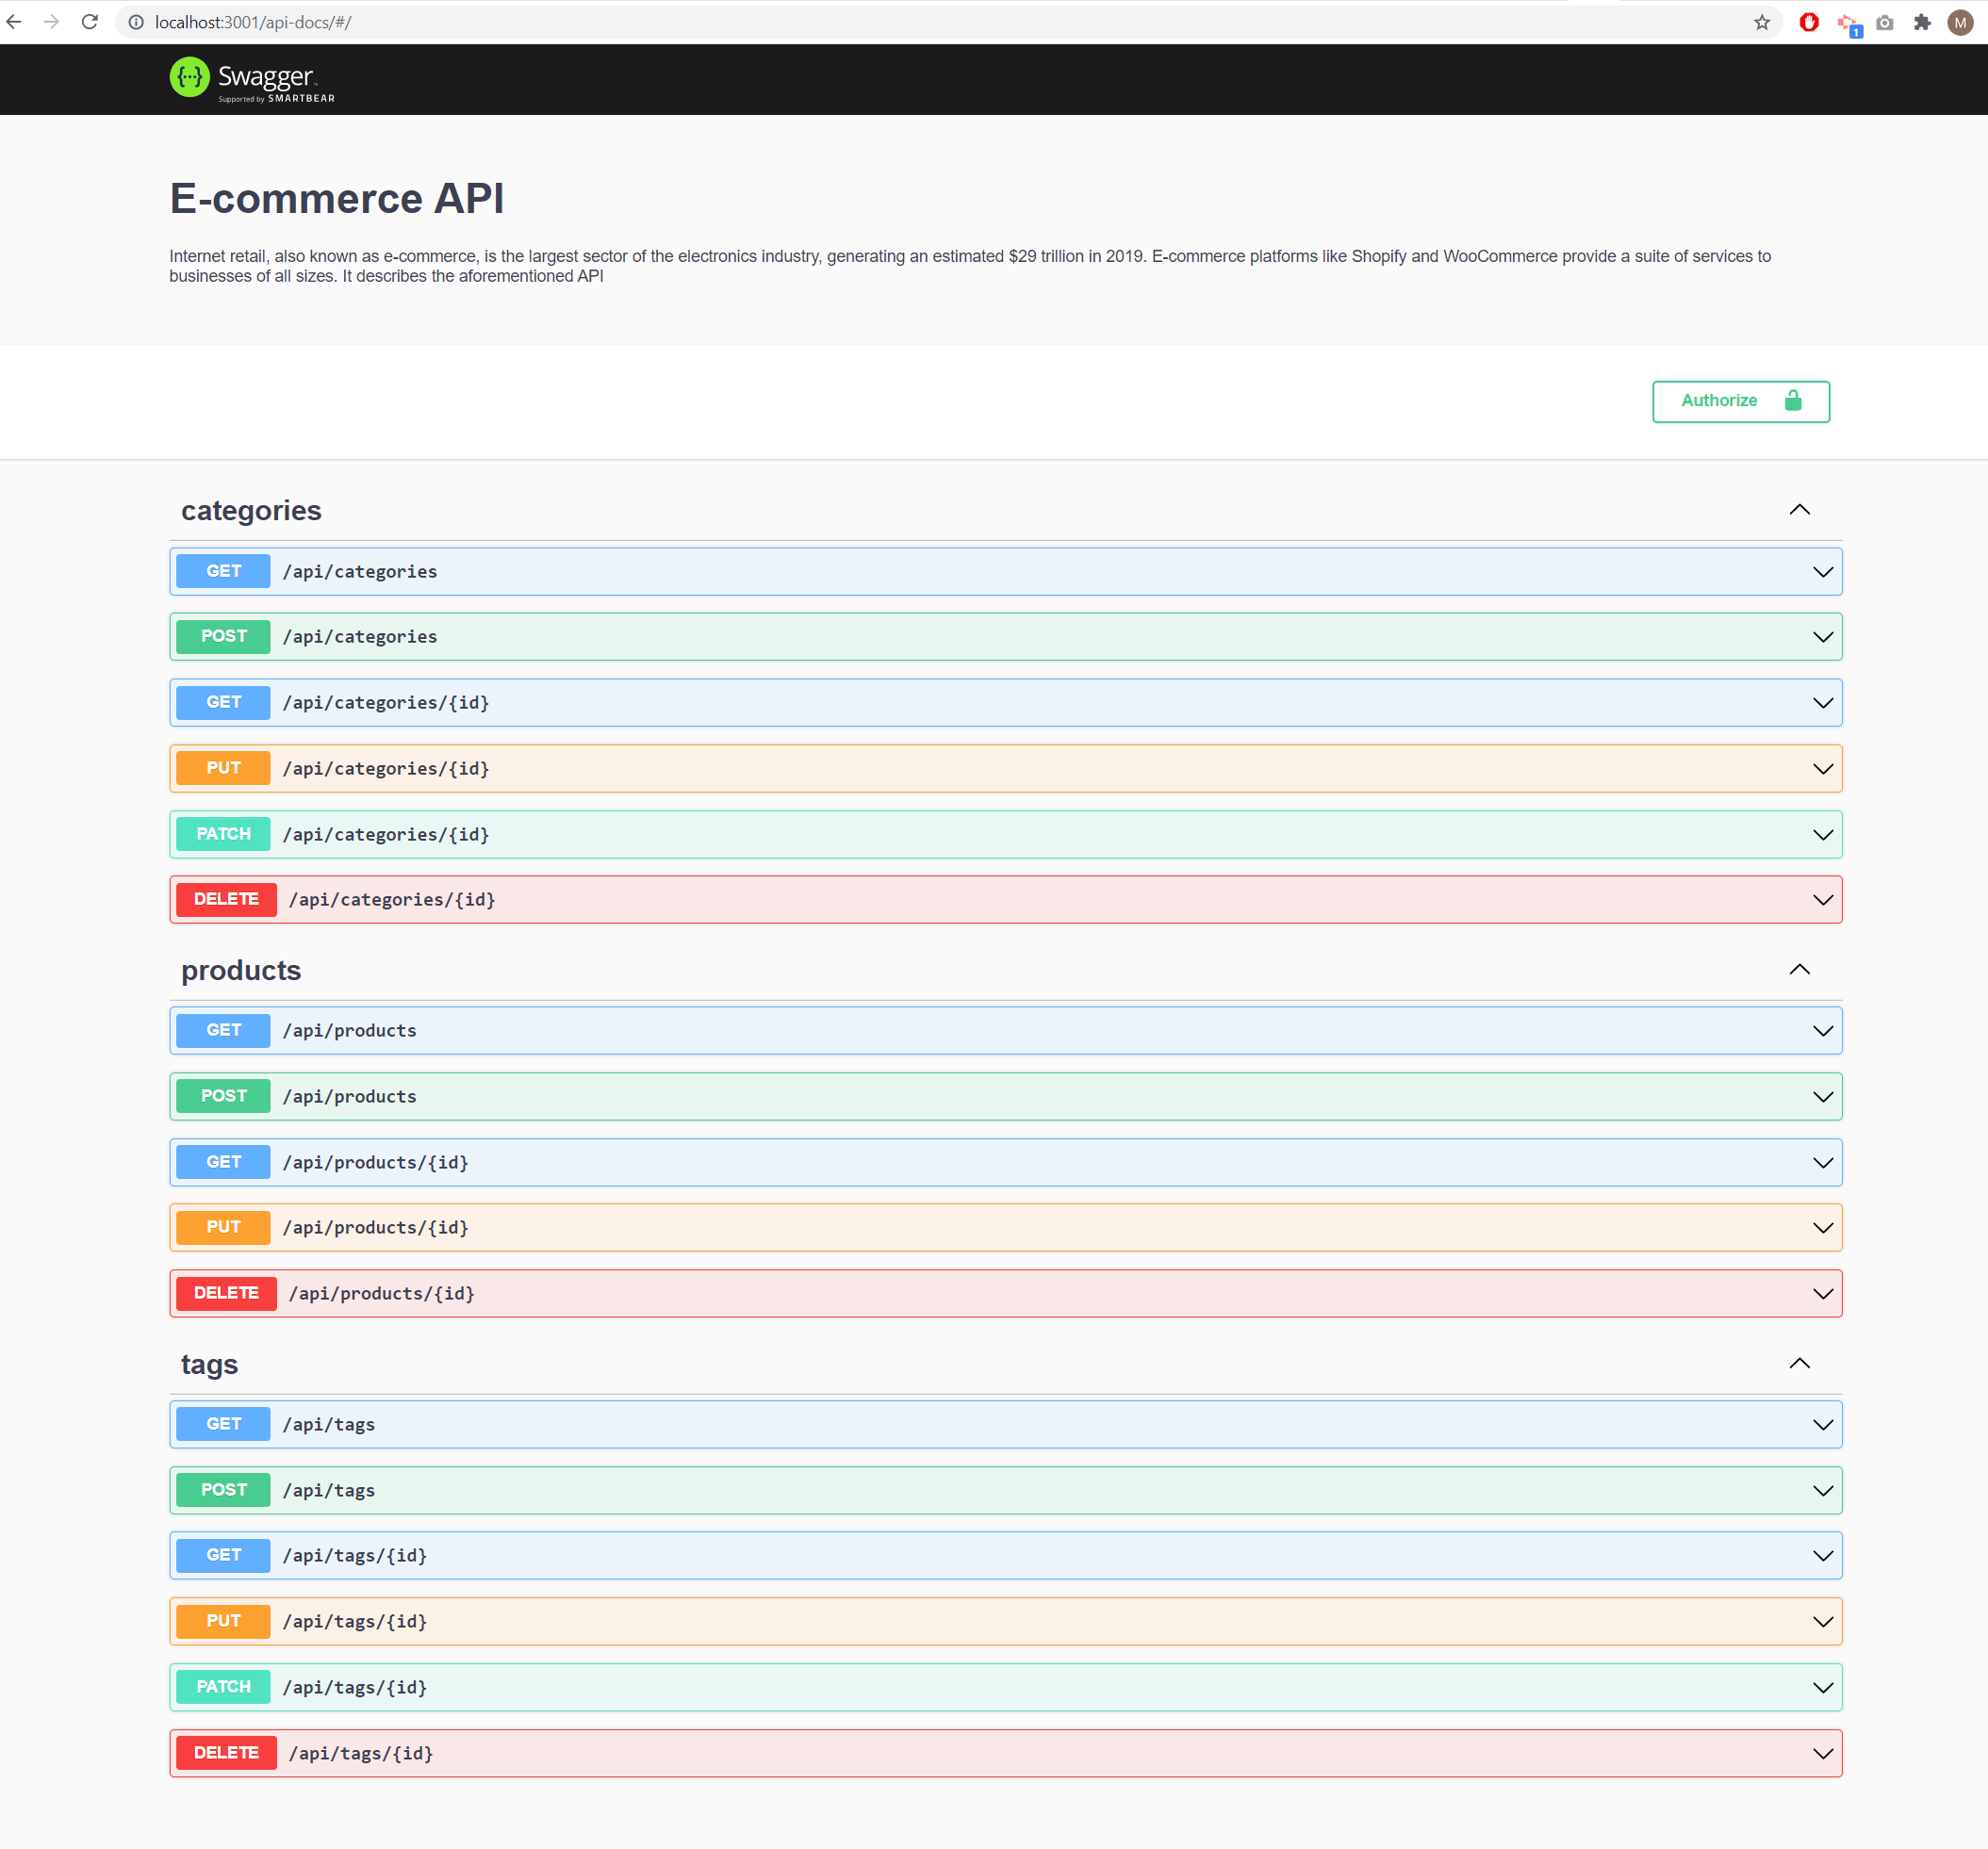 localhost:3001/api-docs/#/
1
M
{···} Swagger™
Supported by SMARTBEAR
E-commerce API
Internet retail, also known as e-commerce, is the largest sector of the electronics industry, generating an estimated $29 trillion in 2019. E-commerce platforms like Shopify and WooCommerce provide a suite of services to
businesses of all sizes. It describes the aforementioned API
Authorize
categories
GET /api/categories
POST /api/categories
GET /api/categories/{id}
PUT /api/categories/{id}
PATCH /api/categories/{id}
DELETE /api/categories/{id}
products
GET /api/products
POST /api/products
GET /api/products/{id}
PUT /api/products/{id}
DELETE /api/products/{id}
tags
GET /api/tags
POST /api/tags
GET /api/tags/{id}
PUT /api/tags/{id}
PATCH /api/tags/{id}
DELETE /api/tags/{id}